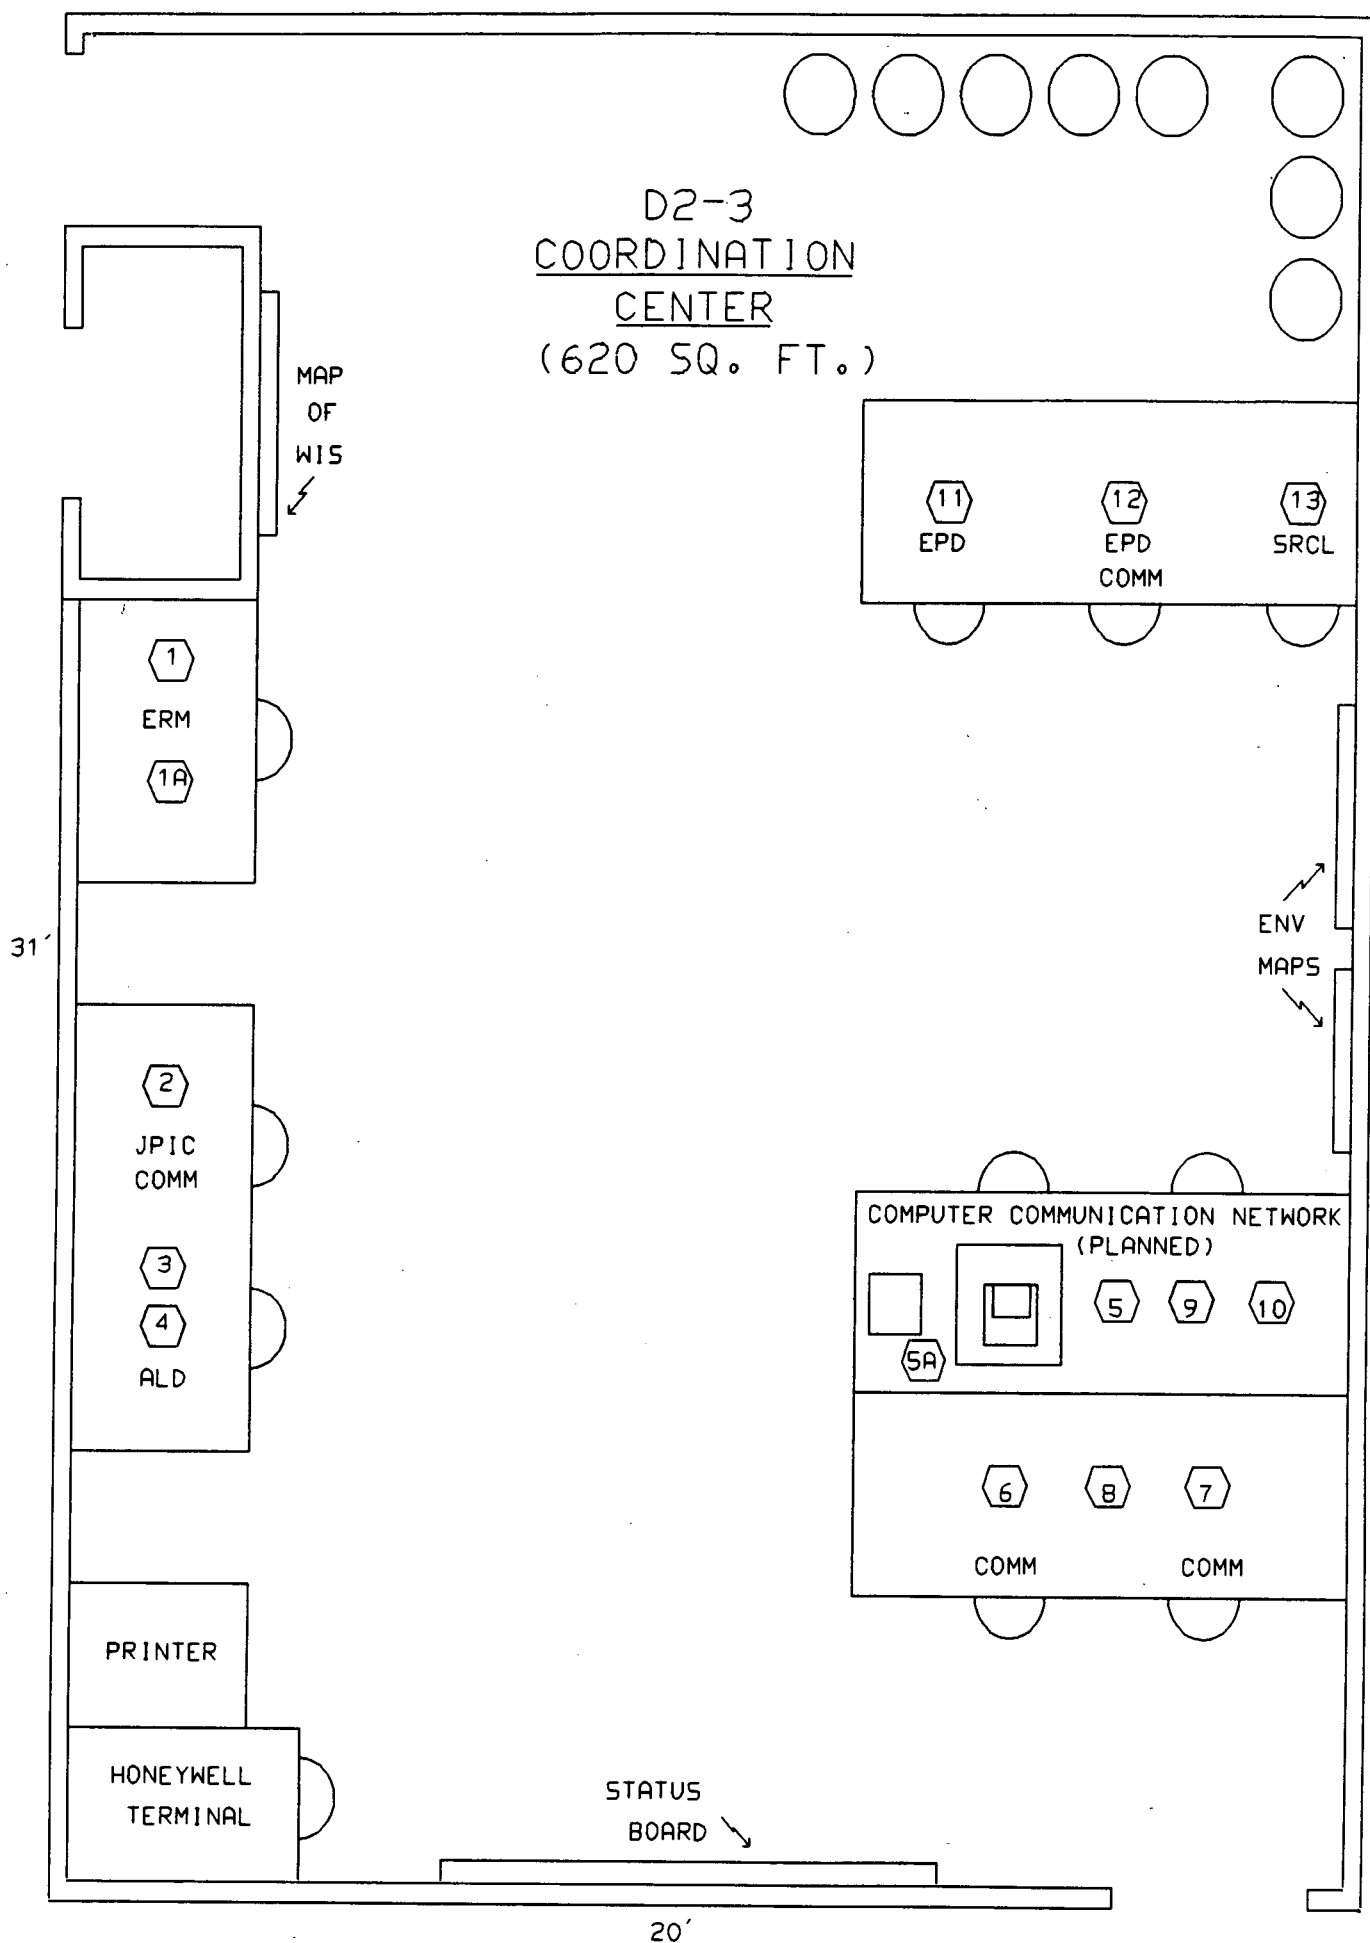 D2-3
COORDINATION
CENTER
(620 SQ. FT.)
MAP
OF
WIS
11
12
13
EPD
EPD
SRCL
COMM
1
ERM
1A
ENV
MAPS
31'
2
JPIC
COMM
3
4
ALD
COMPUTER COMMUNICATION NETWORK
(PLANNED)
5
9
10
5A
6
8
7
COMM
COMM
PRINTER
HONEYWELL
TERMINAL
STATUS
BOARD
20'